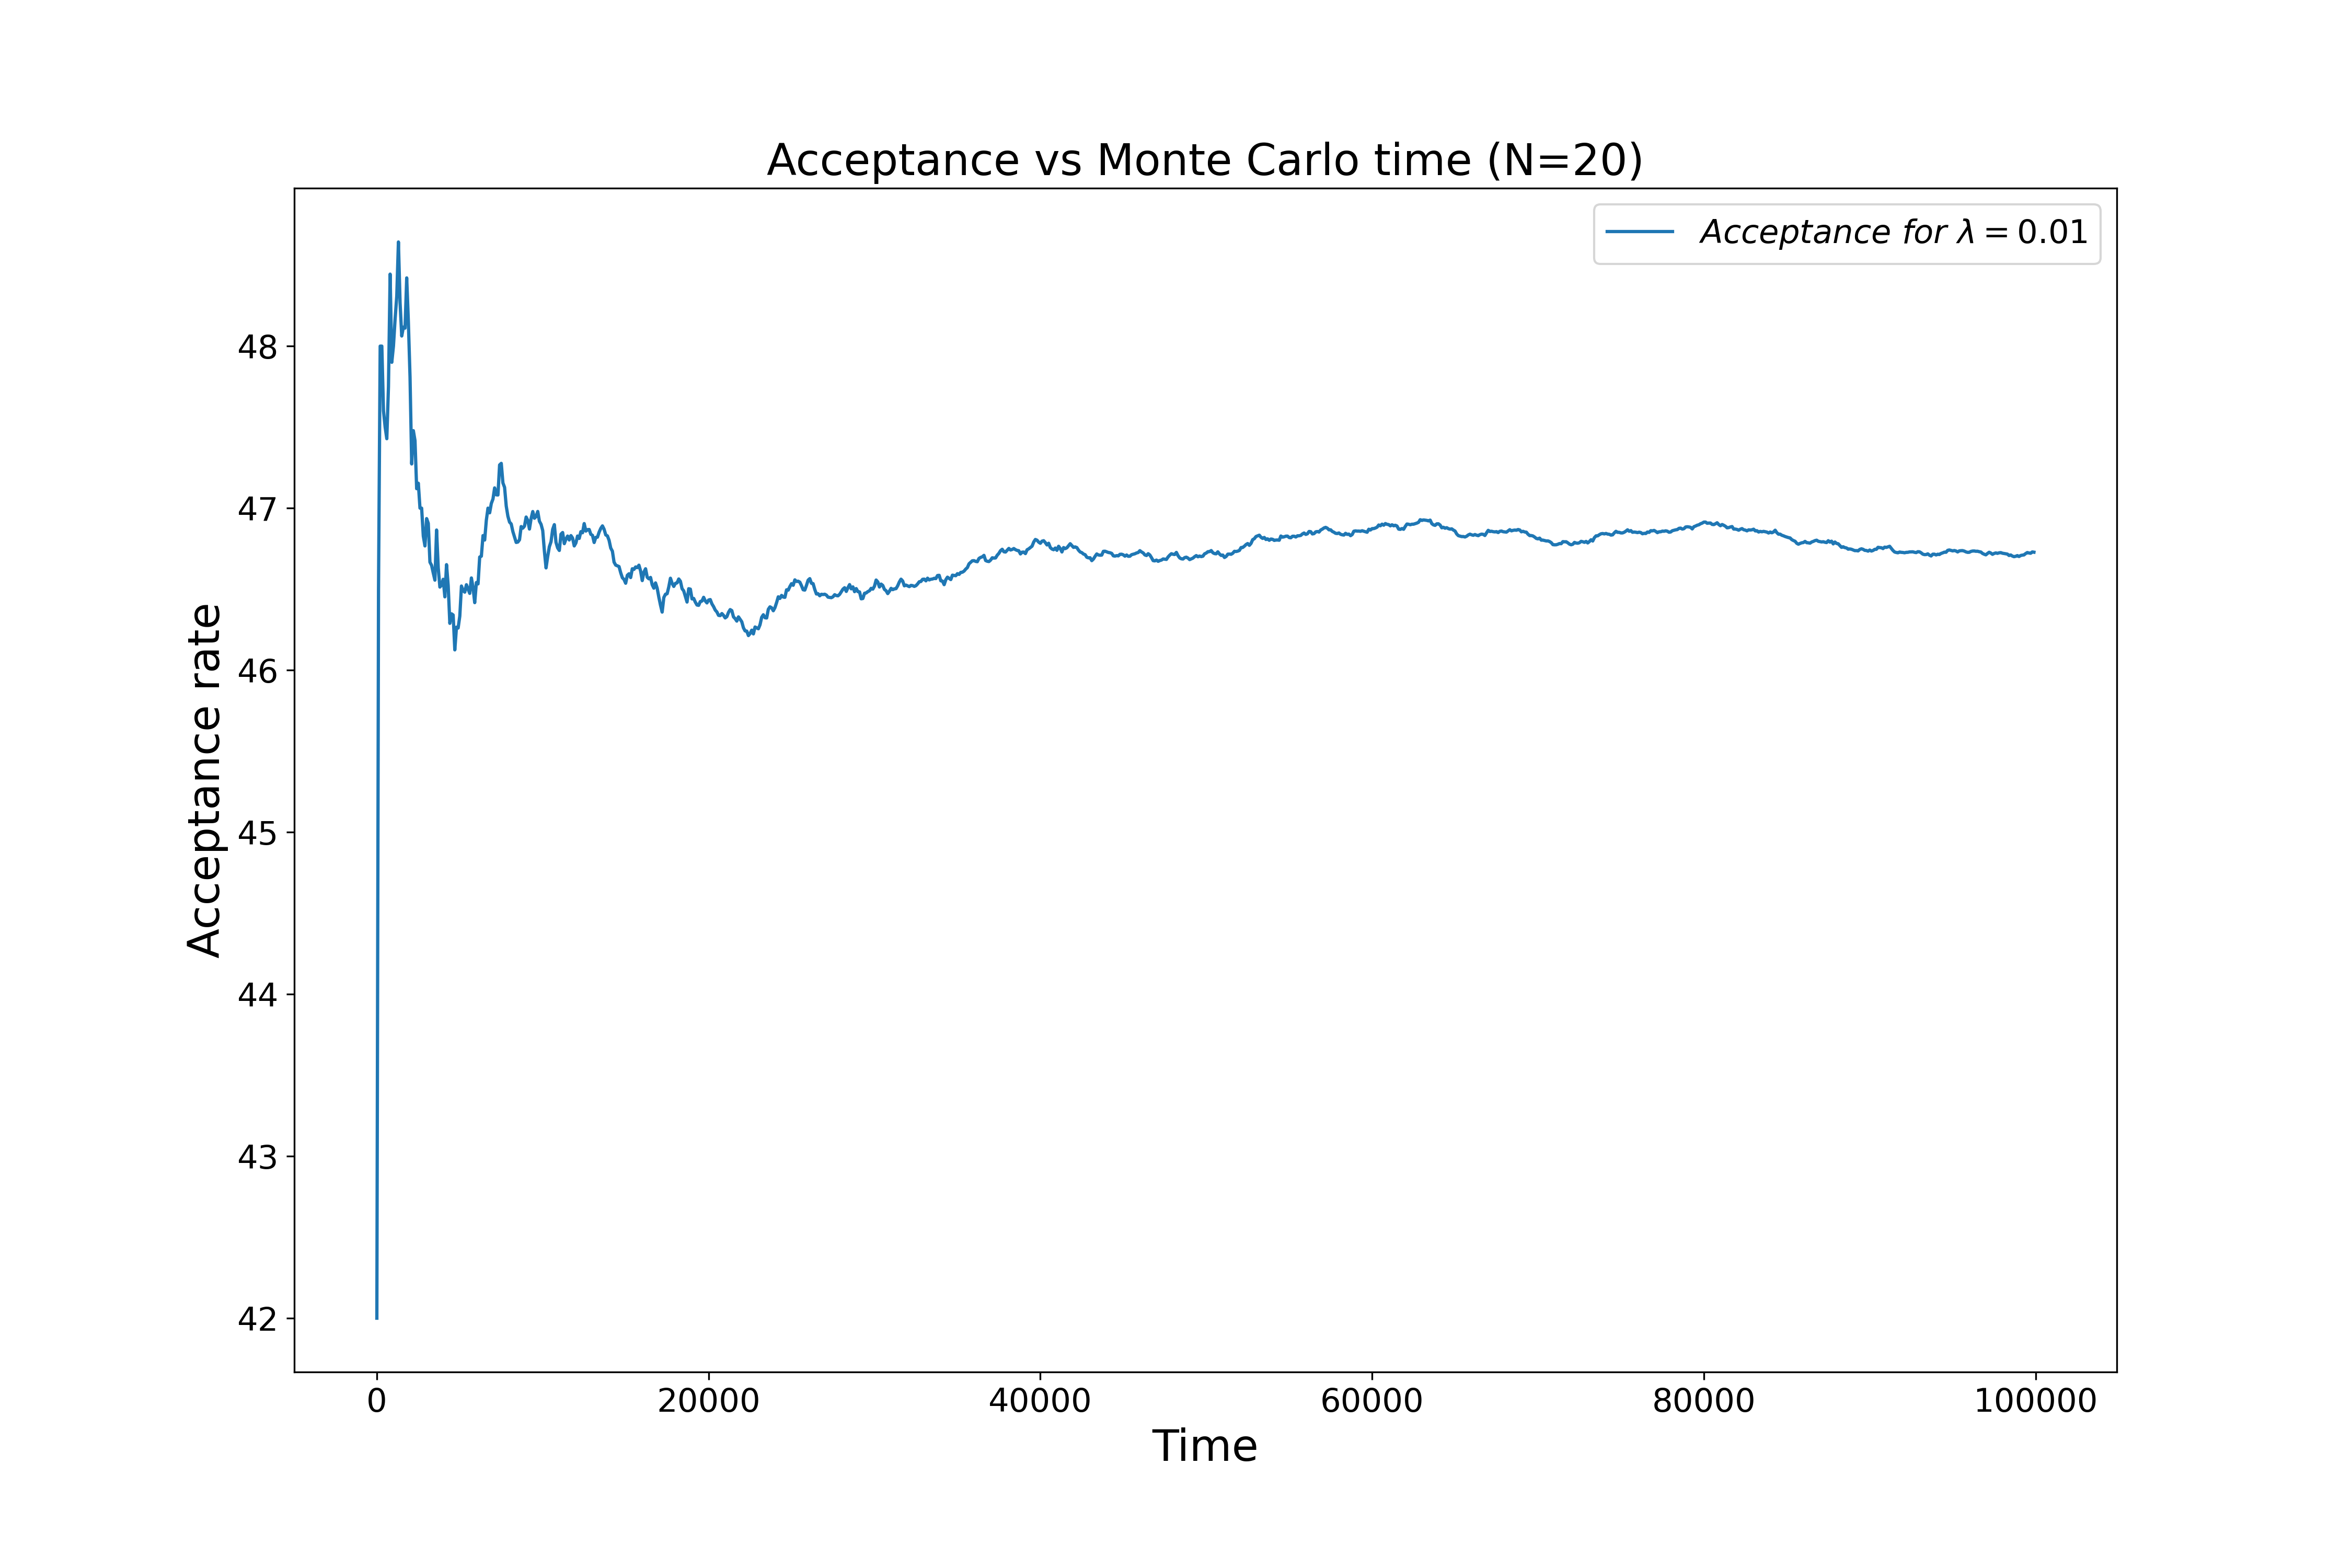 Acceptance vs Monte Carlo time (N=20)
Acceptance for λ = 0.01
48
47
46
45
44
43
42
Acceptance rate
0 20000 40000 60000 80000 100000
Time